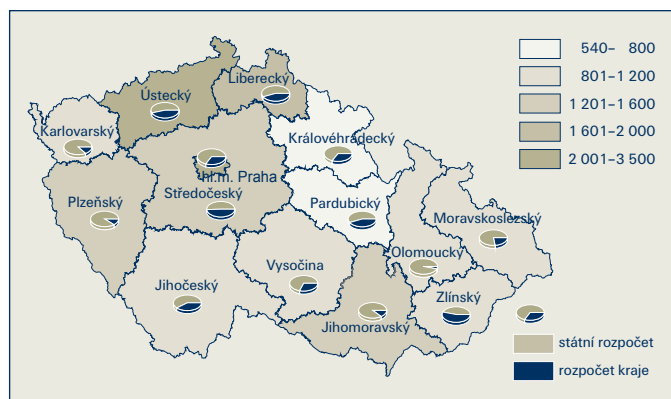 540– 800
801–1 200
1 201–1 600
1 601–2 000
2 001–3 500
Liberecký
Ústecký
Karlovarský
Královéhradecký
hl.m. Praha
Středočeský
Plzeňský
Pardubický
Moravskoslezský
Olomoucký
Vysočina
Jihočeský
Zlínský
Jihomoravský
státní rozpočet
rozpočet kraje